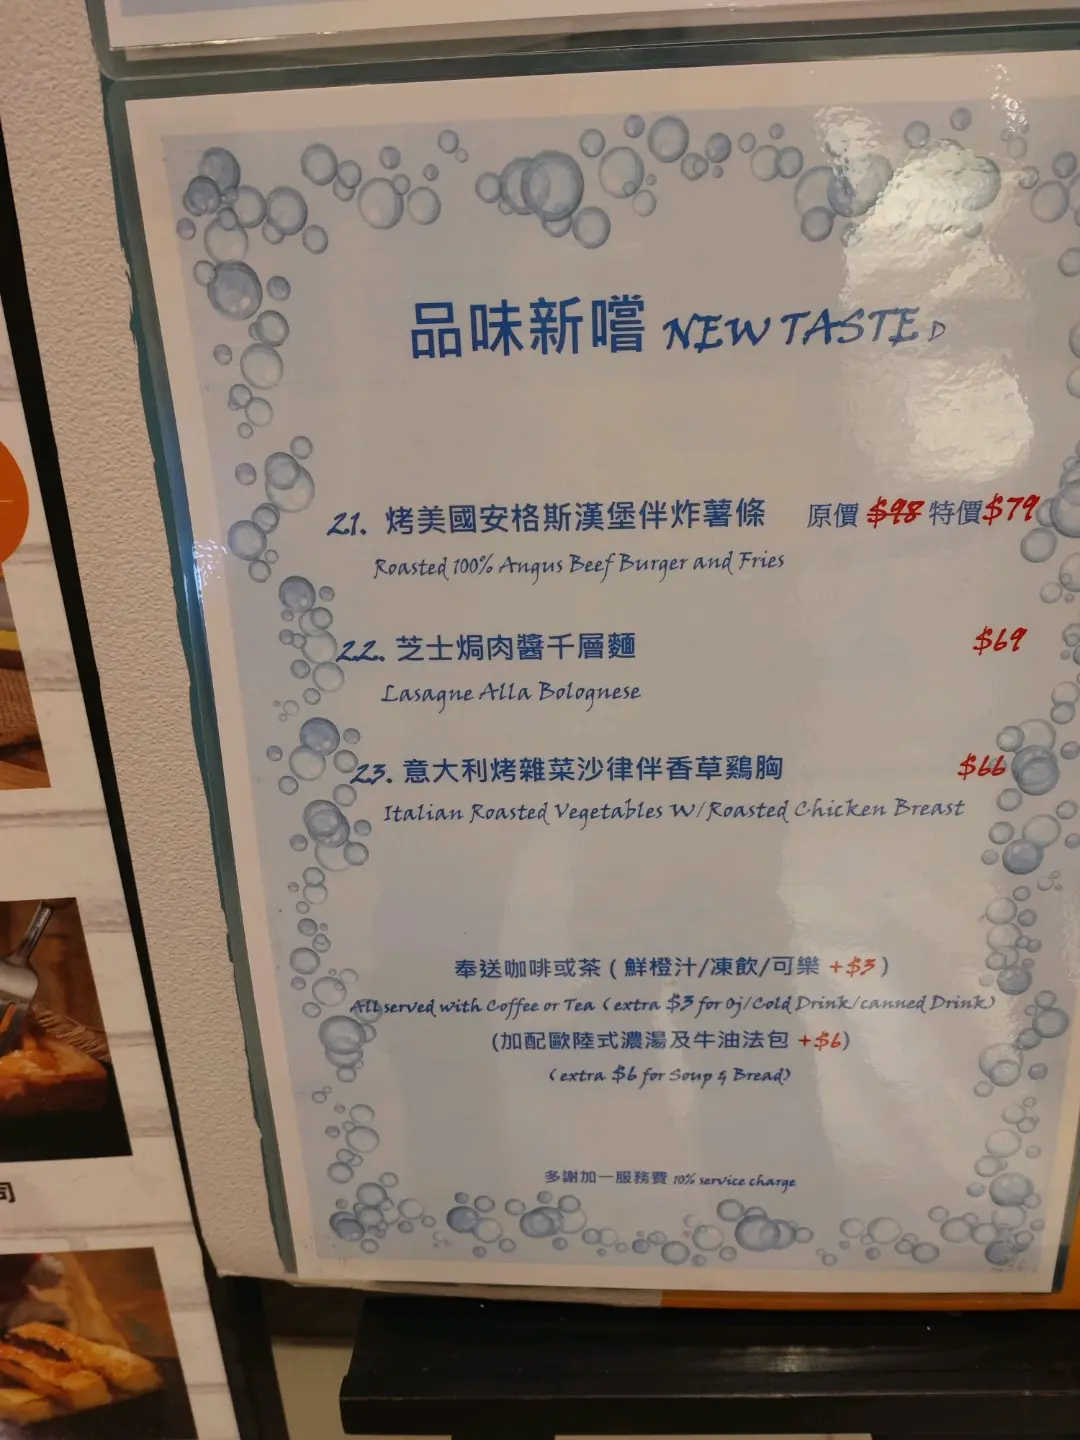 品味新嚐 NEW TASTED
21. 烤美國安格斯漢堡伴炸薯條 原價 $98 特價$79
Roasted 100% Angus Beef Burger and Fries
22. 芝士焗肉醬千層麵 $69
Lasagne Alla Bolognese
23. 意大利烤雜菜沙律伴香草鷄胸 $66
Italian Roasted Vegetables W/Roasted Chicken Breast
奉送咖啡或茶 ( 鮮橙汁/凍飲/可樂 +$3 )
All served with Coffee or Tea (extra $3 for Oj/Cold Drink/canned Drink)
(加配歐陸式濃湯及牛油法包 +$6)
(extra $6 for Soup & Bread)
多謝加一服務費 10% service charge
司